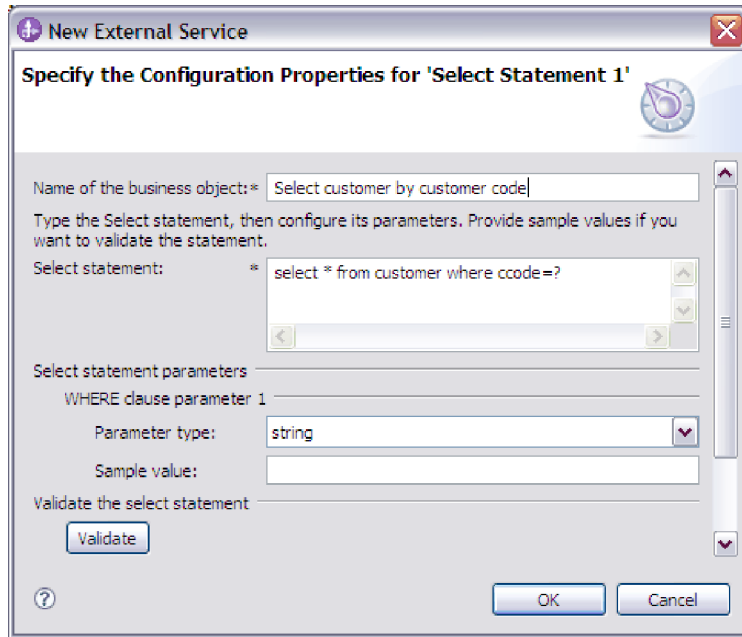 New External Service
Specify the Configuration Properties for 'Select Statement 1'
Name of the business object:* Select customer by customer code
Type the Select statement, then configure its parameters. Provide sample values if you
want to validate the statement.
Select statement: * select * from customer where ccode=?
Select statement parameters
WHERE clause parameter 1
Parameter type: string
Sample value:
Validate the select statement
Validate
? OK Cancel